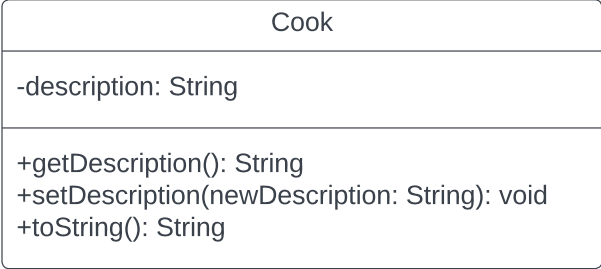 Cook
-description: String
+getDescription(): String
+setDescription(newDescription: String): void
+toString(): String